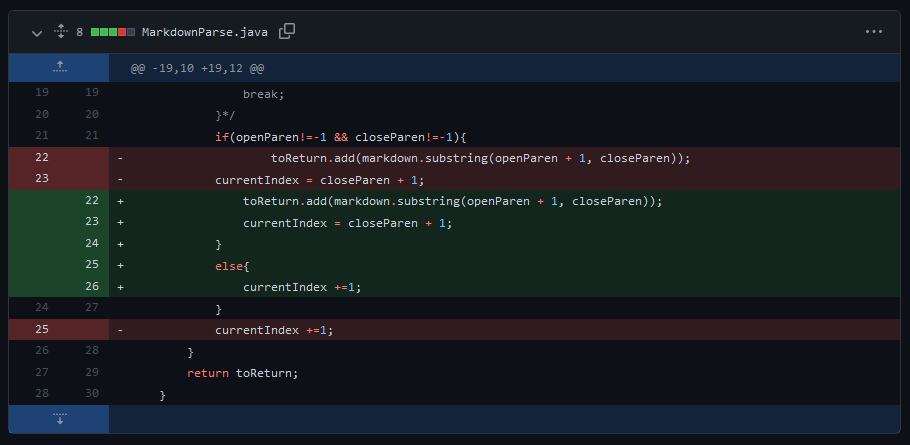 8 MarkdownParse.java
@@ -19,10 +19,12 @@
19 19 break;
20 20 }*/
21 21 if(openParen!=-1 && closeParen!=-1){
22 - toReturn.add(markdown.substring(openParen + 1, closeParen));
23 - currentIndex = closeParen + 1;
22 + toReturn.add(markdown.substring(openParen + 1, closeParen));
23 + currentIndex = closeParen + 1;
24 + }
25 + else{
26 + currentIndex +=1;
24 27 }
25 - currentIndex +=1;
26 28 }
27 29 return toReturn;
28 30 }